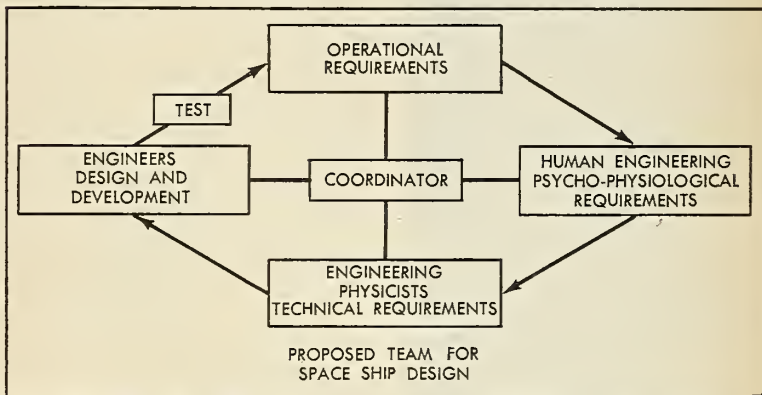 OPERATIONAL
REQUIREMENTS
TEST
ENGINEERS
DESIGN AND
DEVELOPMENT
COORDINATOR
HUMAN ENGINEERING
PSYCHO-PHYSIOLOGICAL
REQUIREMENTS
ENGINEERING
PHYSICISTS
TECHNICAL REQUIREMENTS
PROPOSED TEAM FOR
SPACE SHIP DESIGN